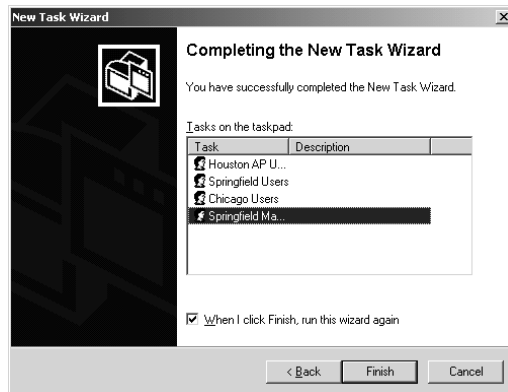 New Task Wizard
Completing the New Task Wizard
You have successfully completed the New Task Wizard.
Tasks on the taskpad:
Task Description
Houston AP U...
Springfield Users
Chicago Users
Springfield Ma...
When I click Finish, run this wizard again
< Back Finish Cancel